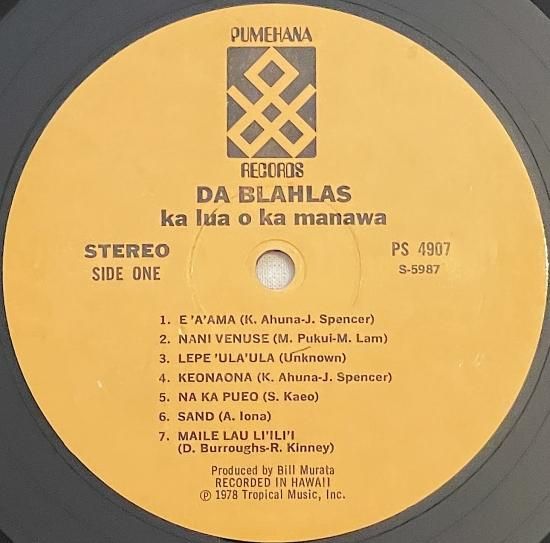 PUMEHANA
RECORDS
DA BLAHLAS
ka lua o ka manawa
STEREO
SIDE ONE
PS 4907
S-5987
1. E 'A'AMA (K. Ahuna-J. Spencer)
2. NANI VENUSE (M. Pukui-M. Lam)
3. LEPE 'ULA'ULA (Unknown)
4. KEONAONA (K. Ahuna-J. Spencer)
5. NA KA PUEO (S. Kaeo)
6. SAND (A. Iona)
7. MAILE LAU LI'ILI'I
(D. Burroughs-R. Kinney)
Produced by Bill Murata
RECORDED IN HAWAII
℗ 1978 Tropical Music, Inc.